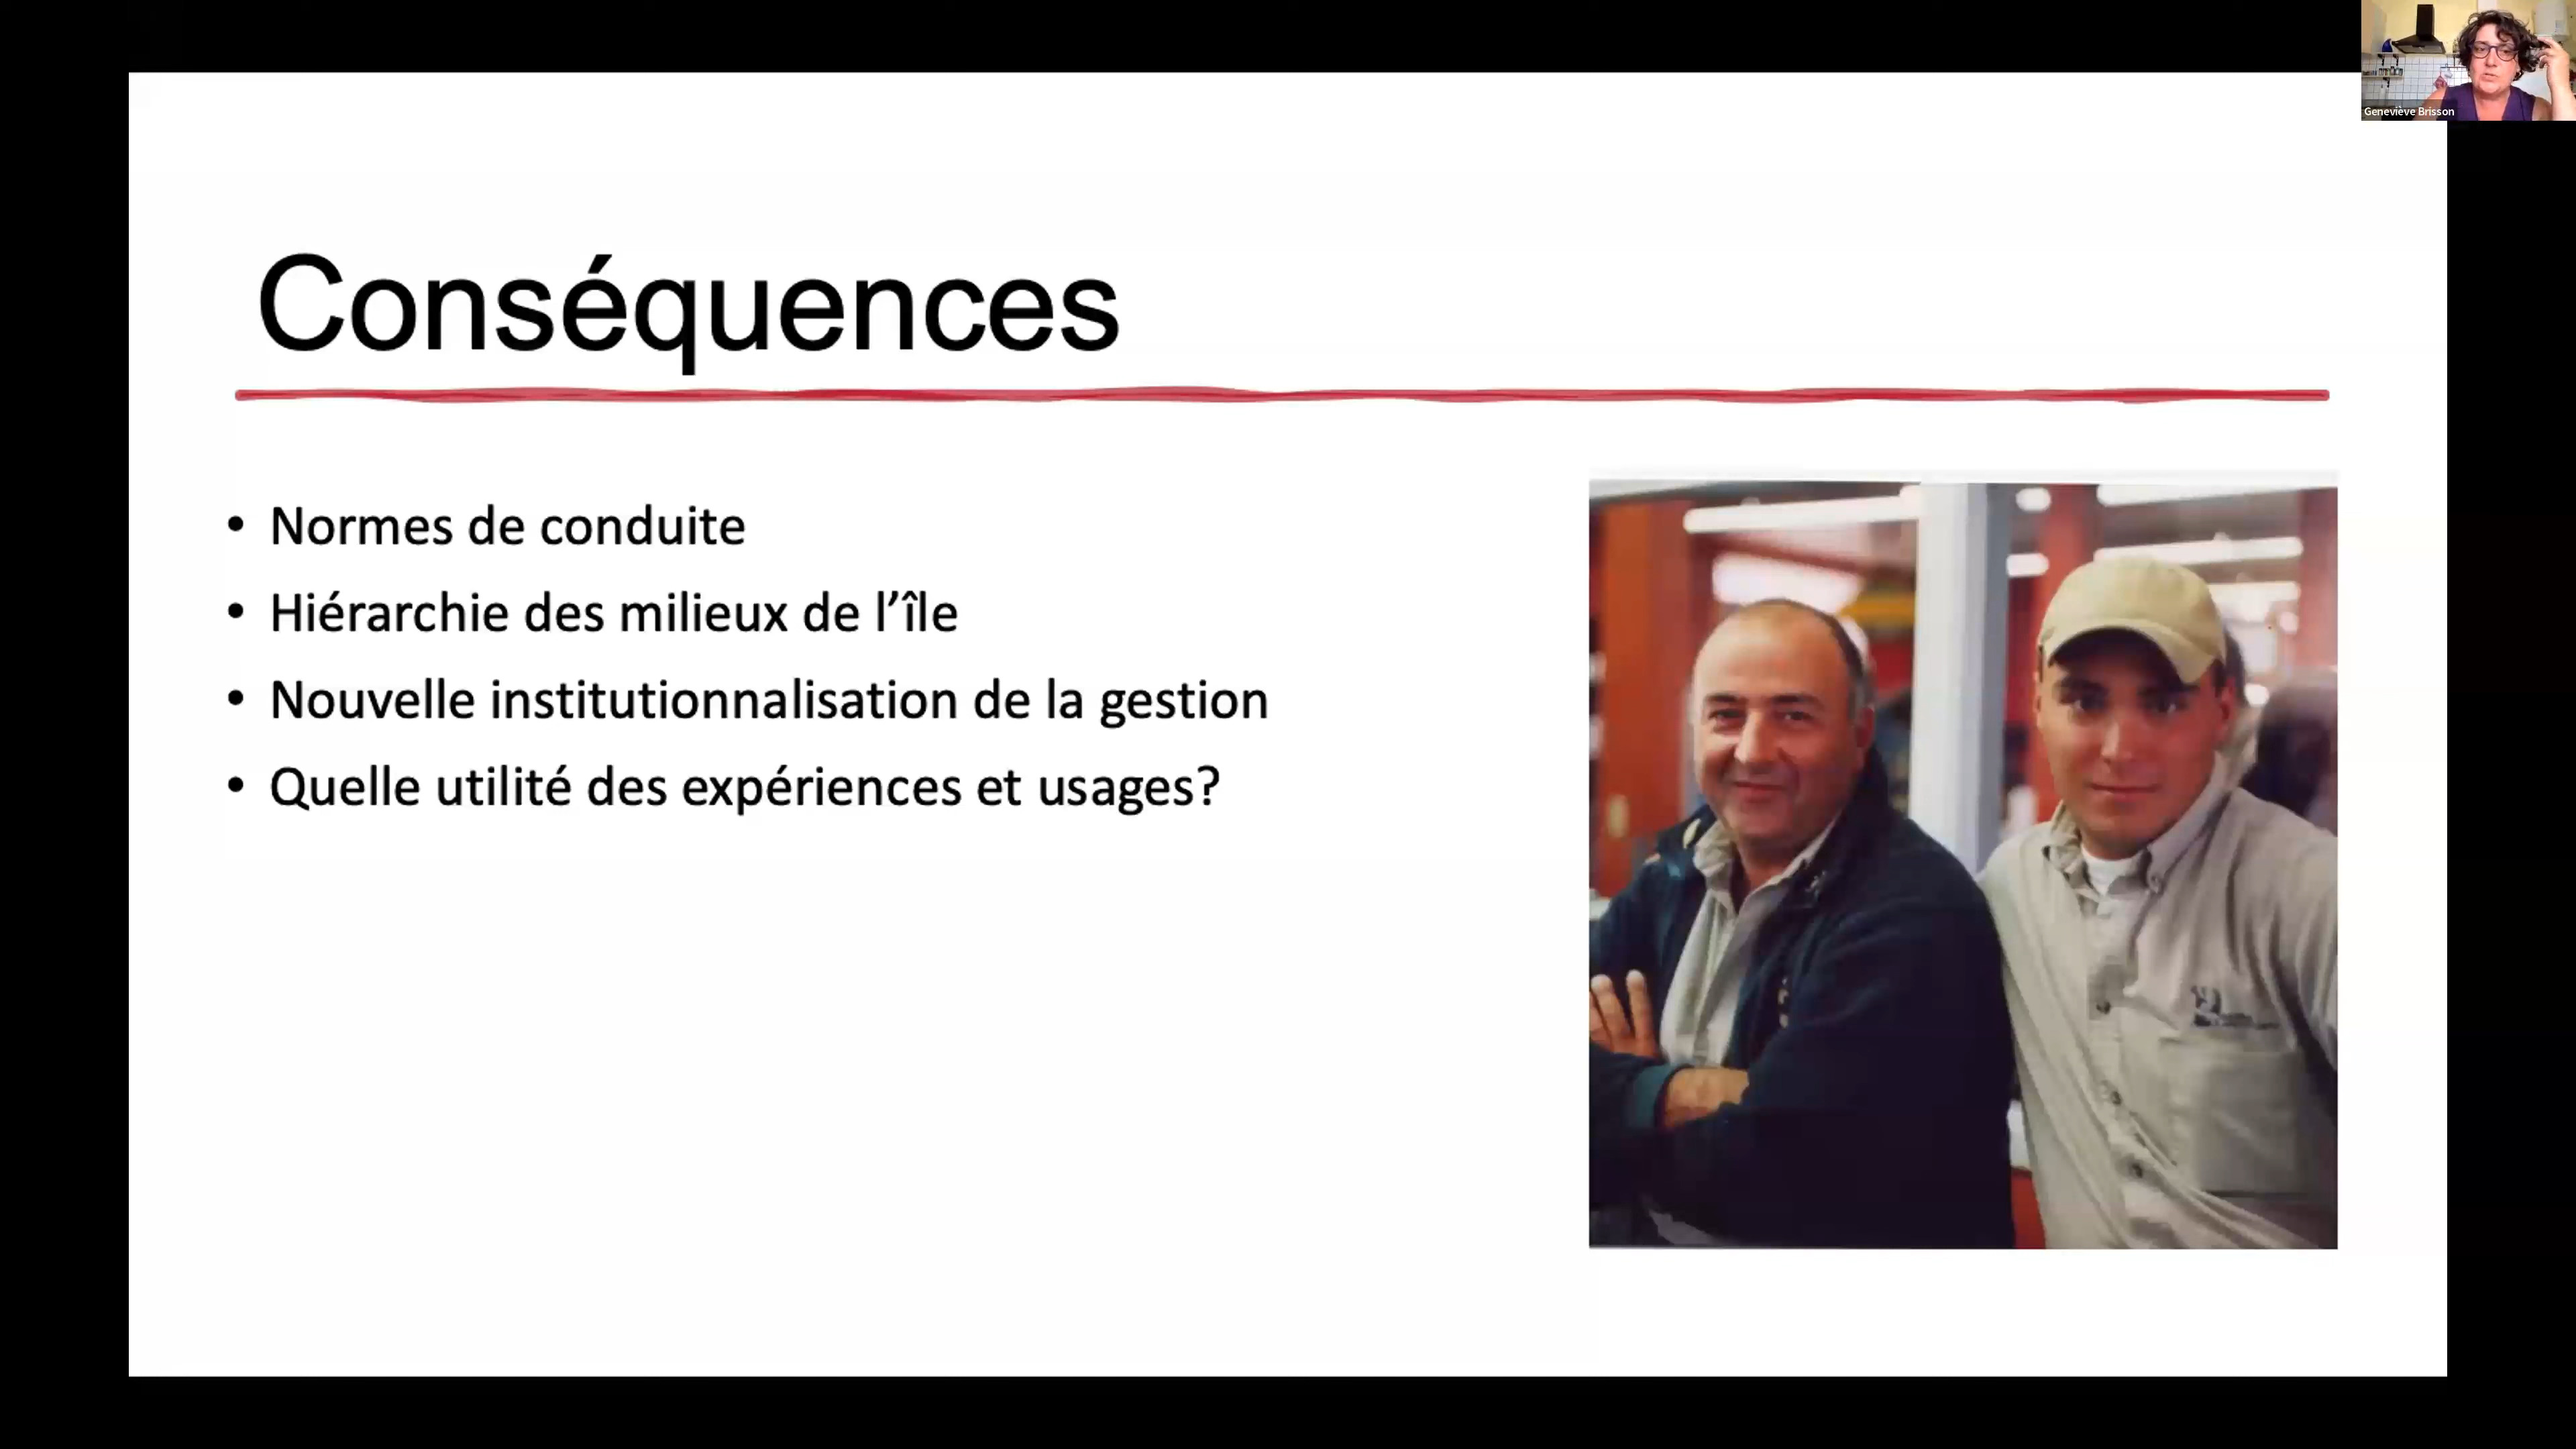 Geneviève Brisson
Conséquences
• Normes de conduite
• Hiérarchie des milieux de l’île
• Nouvelle institutionnalisation de la gestion
• Quelle utilité des expériences et usages?